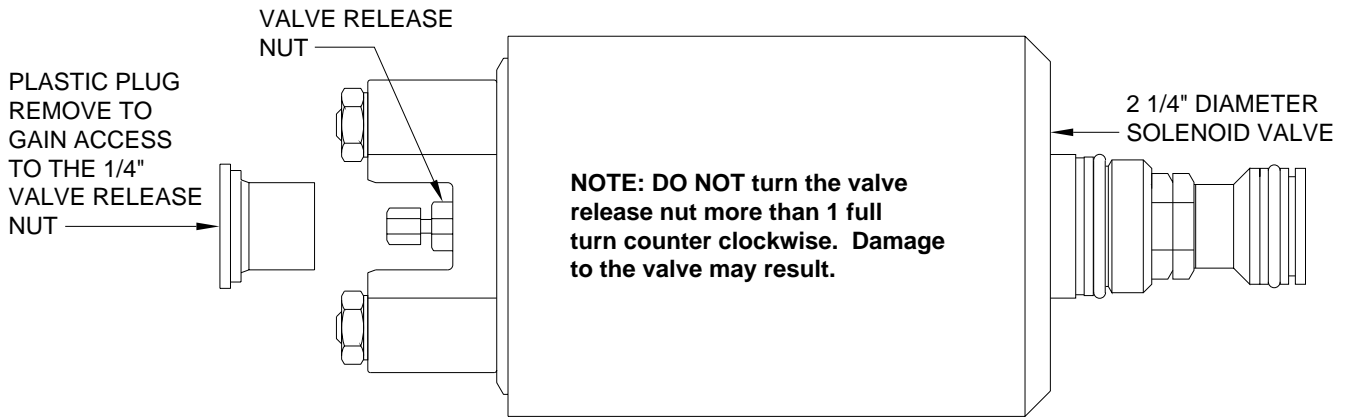 VALVE RELEASE
NUT
PLASTIC PLUG
REMOVE TO
GAIN ACCESS
TO THE 1/4"
VALVE RELEASE
NUT
2 1/4" DIAMETER
SOLENOID VALVE
NOTE: DO NOT turn the valve
release nut more than 1 full
turn counter clockwise.  Damage
to the valve may result.